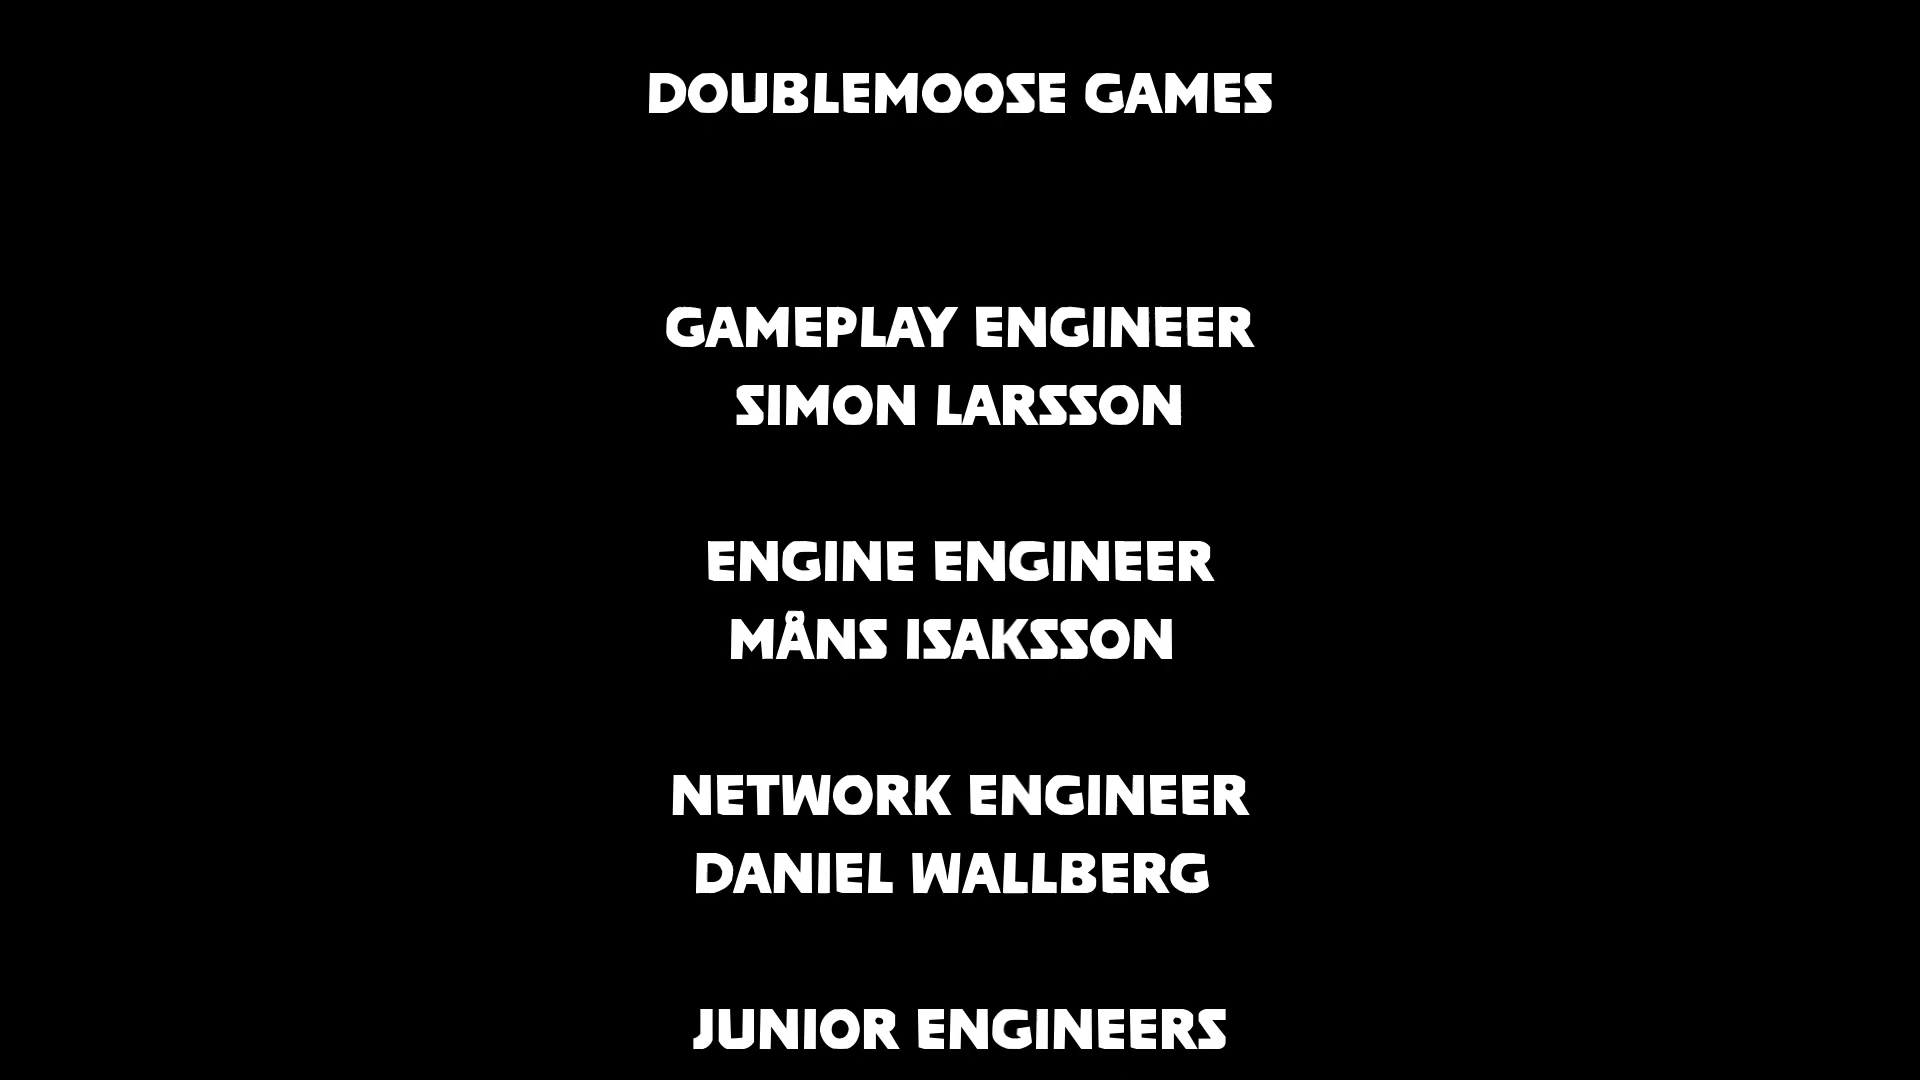 DOUBLEMOOSE GAMES
GAMEPLAY ENGINEER
SIMON LARSSON
ENGINE ENGINEER
MÅNS ISAKSSON
NETWORK ENGINEER
DANIEL WALLBERG
JUNIOR ENGINEERS